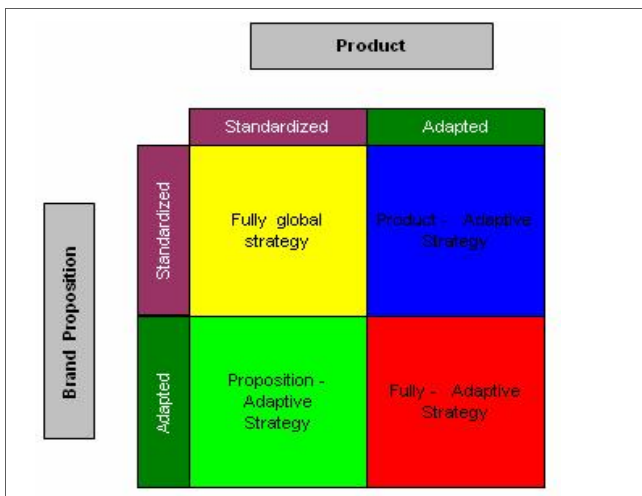 Product
Standardized
Adapted
Brand Proposition
Standardized
Fully global
strategy
Product - Adaptive
Strategy
Adapted
Proposition -
Adaptive
Strategy
Fully - Adaptive
Strategy